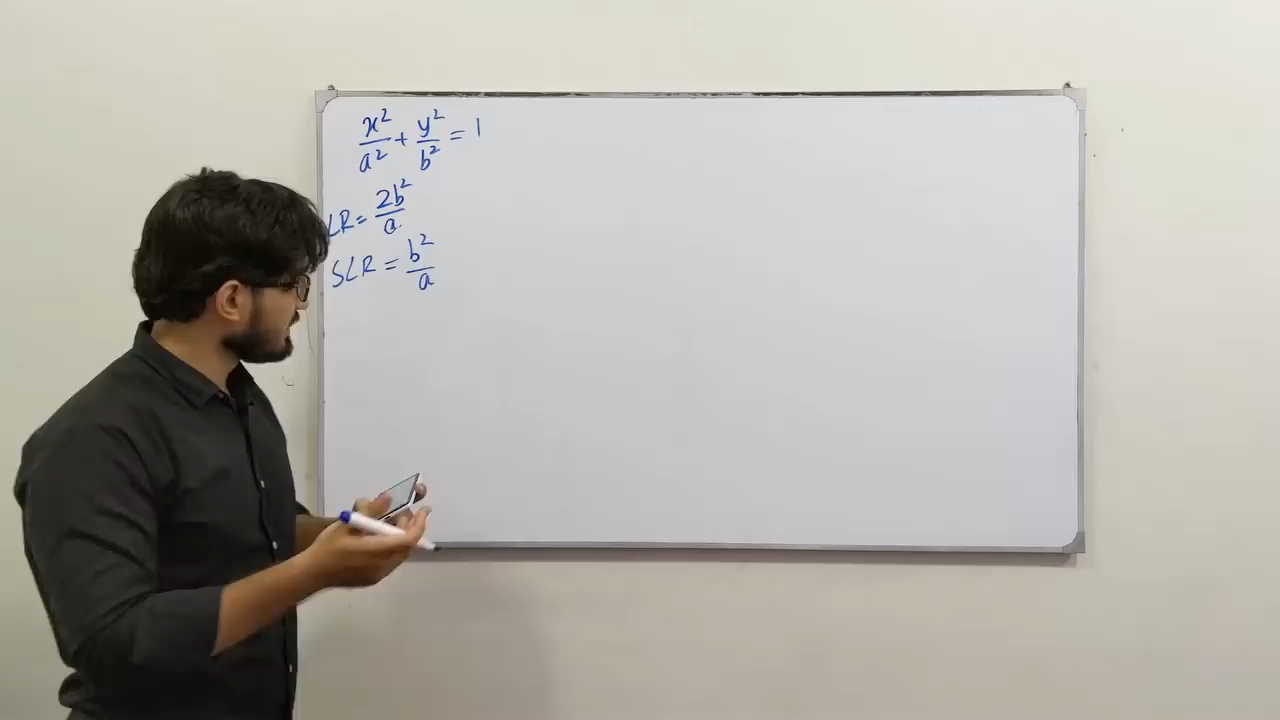 x²/a² + y²/b² = 1
LR = 2b²/a
SLR = b²/a